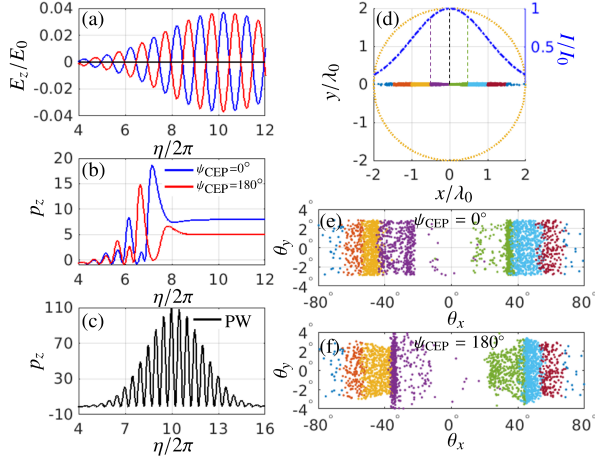 (a)
E_z/E_0
0.04
0.02
0
-0.02
-0.04
4 6 8 10 12
η/2π
(b)
p_z
20
15
10
5
0
ψ_CEP=0°
ψ_CEP=180°
4 6 8 10 12
η/2π
(c)
p_z
110
70
30
-10
PW
4 6 8 10 12 14 16
η/2π
(d)
y/λ_0
2
1
0
-1
-2
1
0.5
I/I_0
-2 -1 0 1 2
x/λ_0
(e)
ψ_CEP = 0°
θ_y
4°
2°
0°
-2°
-4°
-80° -40° 0° 40° 80°
θ_x
(f)
ψ_CEP = 180°
θ_y
4°
2°
0°
-2°
-4°
-80° -40° 0° 40° 80°
θ_x